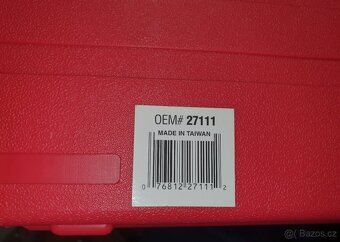 OEM# 27111
MADE IN TAIWAN
0 76812 27111 2
Bazos.cz